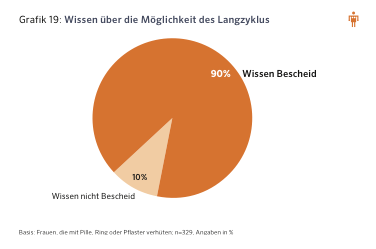 Grafik 19: Wissen über die Möglichkeit des Langzyklus
90% Wissen Bescheid
10%
Wissen nicht Bescheid
Basis: Frauen, die mit Pille, Ring oder Pflaster verhüten; n=329, Angaben in %